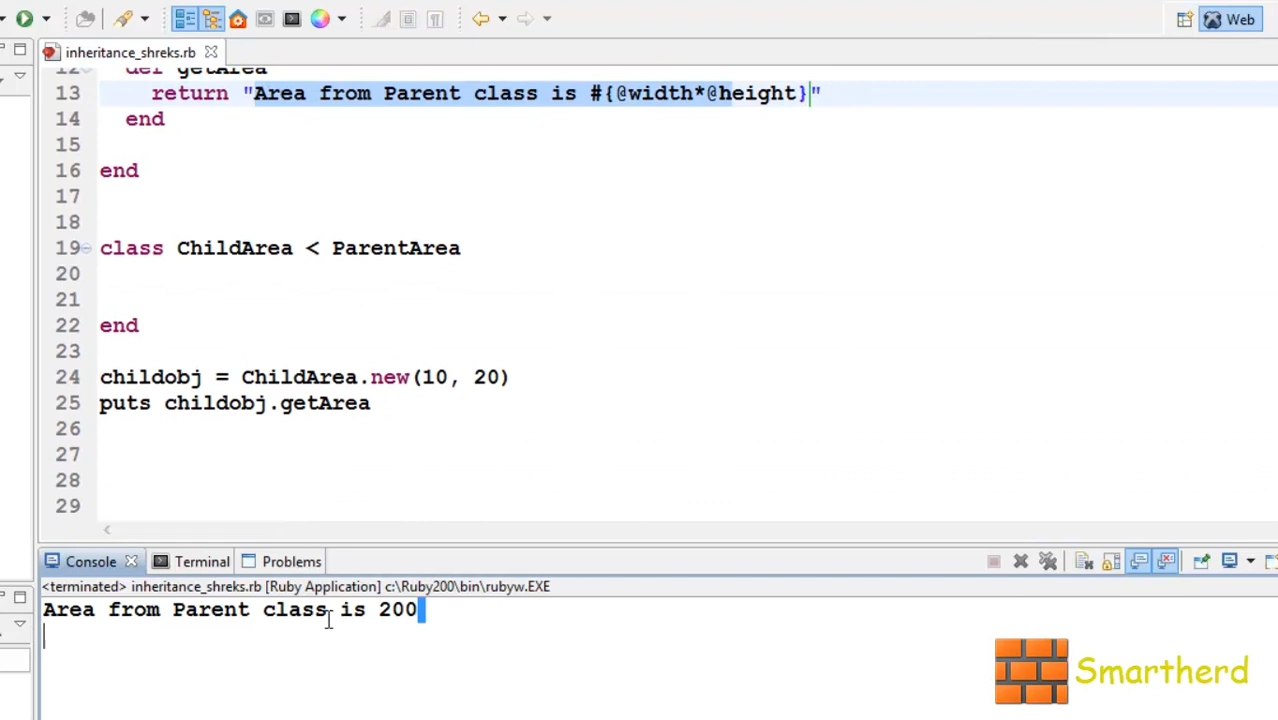 Web
inheritance_shreks.rb
12 def getArea
13 return "Area from Parent class is #{@width*@height}"
14 end
15
16 end
17
18
19 class ChildArea < ParentArea
20
21
22 end
23
24 childobj = ChildArea.new(10, 20)
25 puts childobj.getArea
26
27
28
29
Console Terminal Problems
<terminated> inheritance_shreks.rb [Ruby Application] c:\Ruby200\bin\rubyw.EXE
Area from Parent class is 200
Smartherd